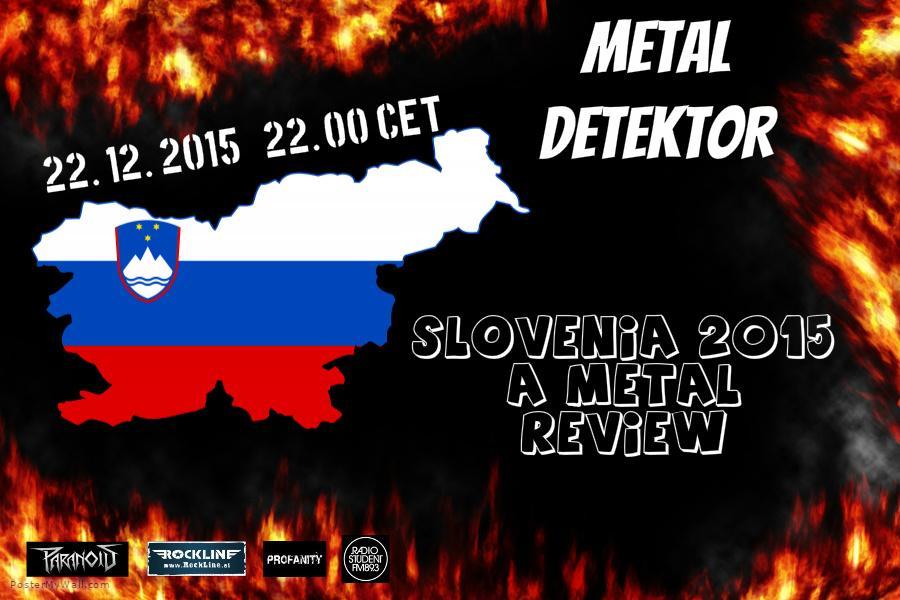 METAL
DETEKTOR
22.12.2015 22.00 CET
SLOVENiA 2015
A METAL
REViEW
PARANOID
ROCKLINE
www.RockLine.si
PROFANITY
RADIO
STUDENT
FM89.3
PosterMyWall.com